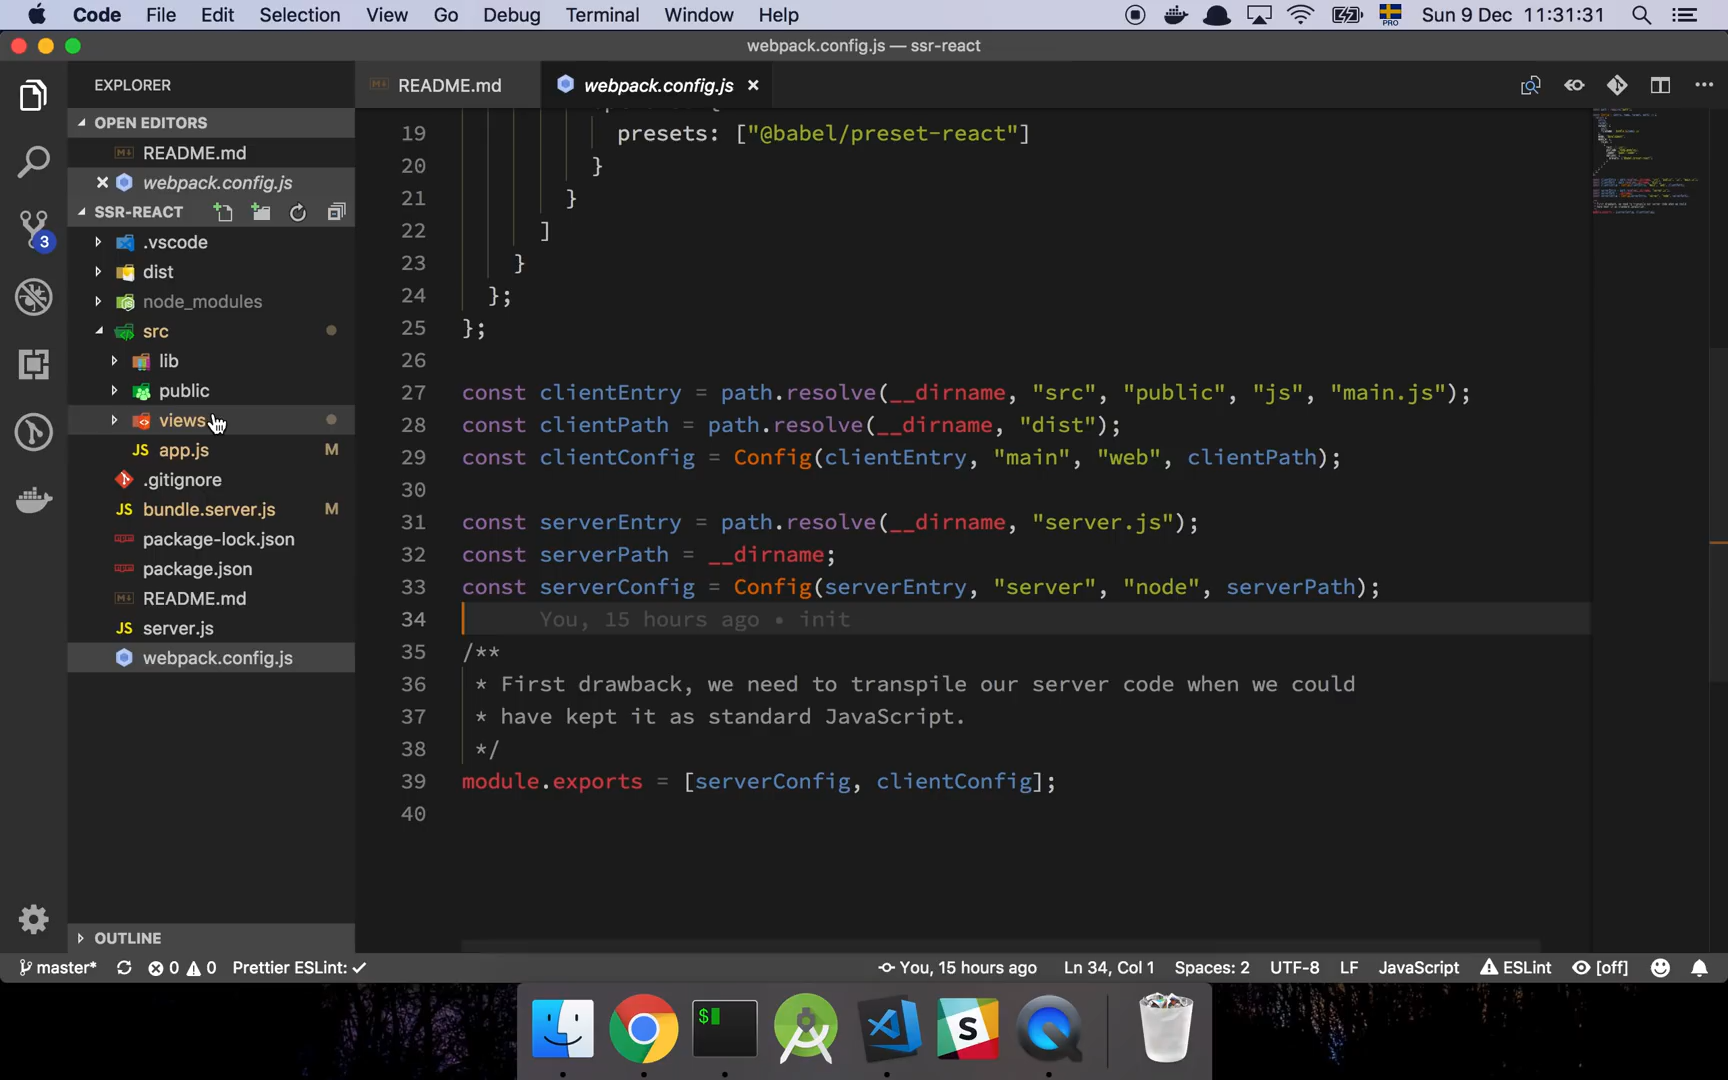 Code File Edit Selection View Go Debug Terminal Window Help PRO Sun 9 Dec 11:31:31
webpack.config.js — ssr-react
EXPLORER
README.md
webpack.config.js
OPEN EDITORS
README.md
webpack.config.js
SSR-REACT
.vscode
dist
node_modules
src
lib
public
views
JS app.js M
.gitignore
JS bundle.server.js M
package-lock.json
package.json
README.md
JS server.js
webpack.config.js
3
OUTLINE
19 presets: ["@babel/preset-react"]
20 }
21 }
22 ]
23 }
24 };
25 };
26
27 const clientEntry = path.resolve(__dirname, "src", "public", "js", "main.js");
28 const clientPath = path.resolve(__dirname, "dist");
29 const clientConfig = Config(clientEntry, "main", "web", clientPath);
30
31 const serverEntry = path.resolve(__dirname, "server.js");
32 const serverPath = __dirname;
33 const serverConfig = Config(serverEntry, "server", "node", serverPath);
34 You, 15 hours ago • init
35 /**
36 * First drawback, we need to transpile our server code when we could
37 * have kept it as standard JavaScript.
38 */
39 module.exports = [serverConfig, clientConfig];
40
master* 0 0 Prettier ESLint: ✓ You, 15 hours ago Ln 34, Col 1 Spaces: 2 UTF-8 LF JavaScript ESLint [off]
$
S